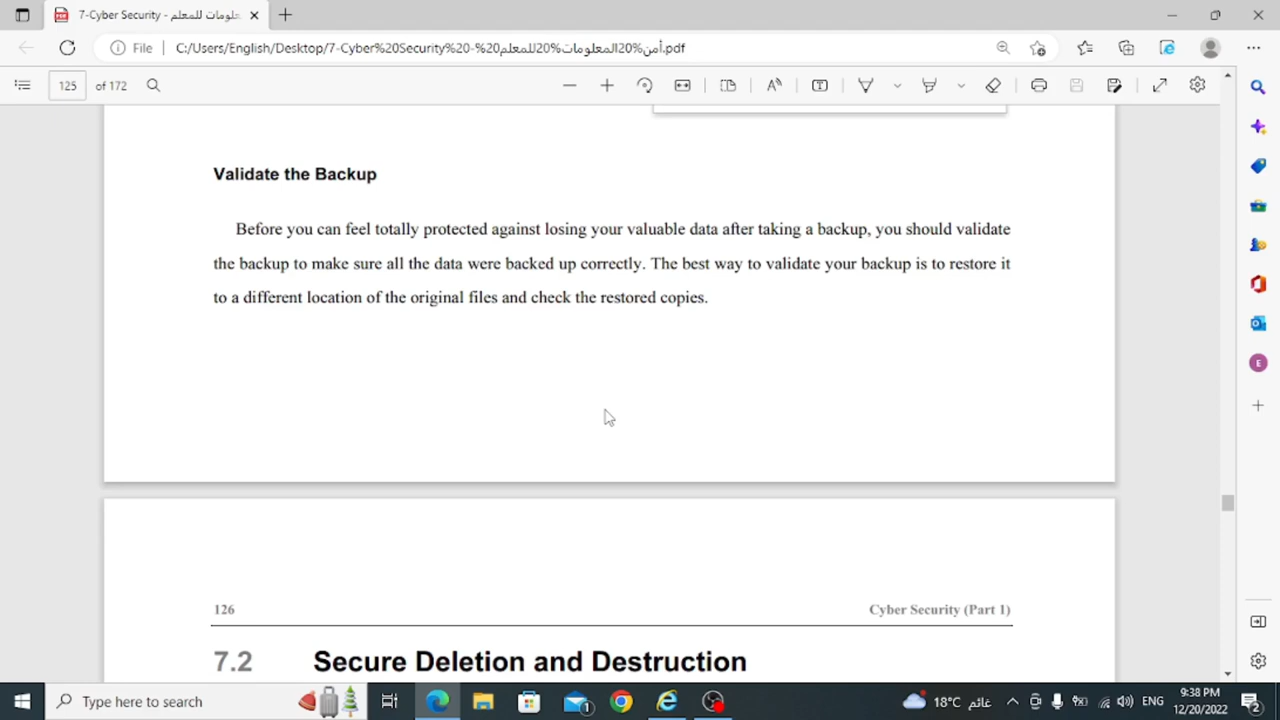 7-Cyber Security - أمن المعلومات للمعلم
File
C:/Users/English/Desktop/7-Cyber%20Security%20-%20أمن%20المعلومات%20للمعلم.pdf
125 of 172
Validate the Backup
Before you can feel totally protected against losing your valuable data after taking a backup, you should validate
the backup to make sure all the data were backed up correctly. The best way to validate your backup is to restore it
to a different location of the original files and check the restored copies.
126 Cyber Security (Part 1)
7.2 Secure Deletion and Destruction
E
Type here to search
1
18°C غائم
ENG
9:38 PM
12/20/2022
2